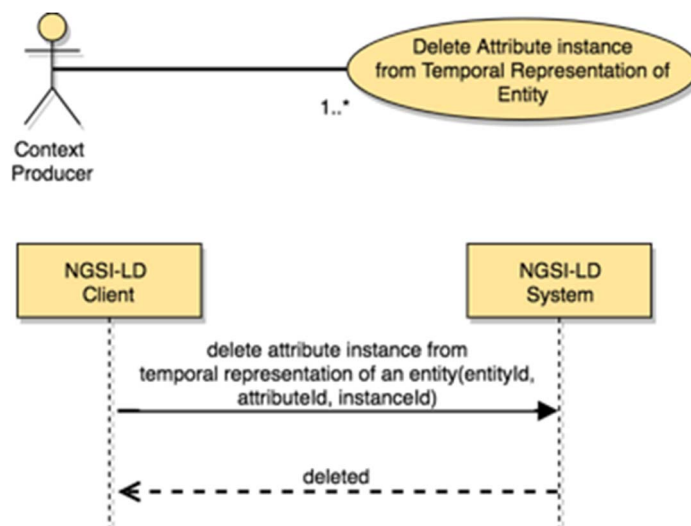 Delete Attribute instance
from Temporal Representation of
Entity
1..*
Context
Producer
NGSI-LD
Client
NGSI-LD
System
delete attribute instance from
temporal representation of an entity(entityId,
attributeId, instanceId)
deleted